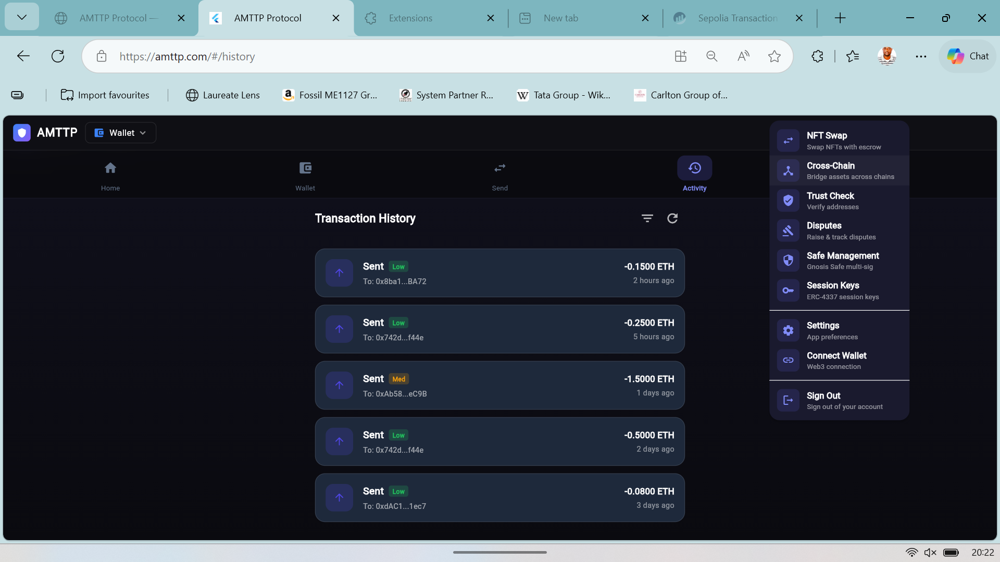 AMTTP Protocol —
AMTTP Protocol
Extensions
New tab
Sepolia Transaction
https://amttp.com/#/history
Chat
Import favourites
Laureate Lens
Fossil ME1127 Gr...
System Partner R...
Tata Group - Wik...
Carlton Group of...
AMTTP
Wallet
Home
Wallet
Send
Activity
Transaction History
Sent Low
-0.1500 ETH
To: 0x8ba1...BA72
2 hours ago
Sent Low
-0.2500 ETH
To: 0x742d...f44e
5 hours ago
Sent Med
-1.5000 ETH
To: 0xAb58...eC9B
1 days ago
Sent Low
-0.5000 ETH
To: 0x742d...f44e
2 days ago
Sent Low
-0.0800 ETH
To: 0xdAC1...1ec7
3 days ago
NFT Swap
Swap NFTs with escrow
Cross-Chain
Bridge assets across chains
Trust Check
Verify addresses
Disputes
Raise & track disputes
Safe Management
Gnosis Safe multi-sig
Session Keys
ERC-4337 session keys
Settings
App preferences
Connect Wallet
Web3 connection
Sign Out
Sign out of your account
20:22